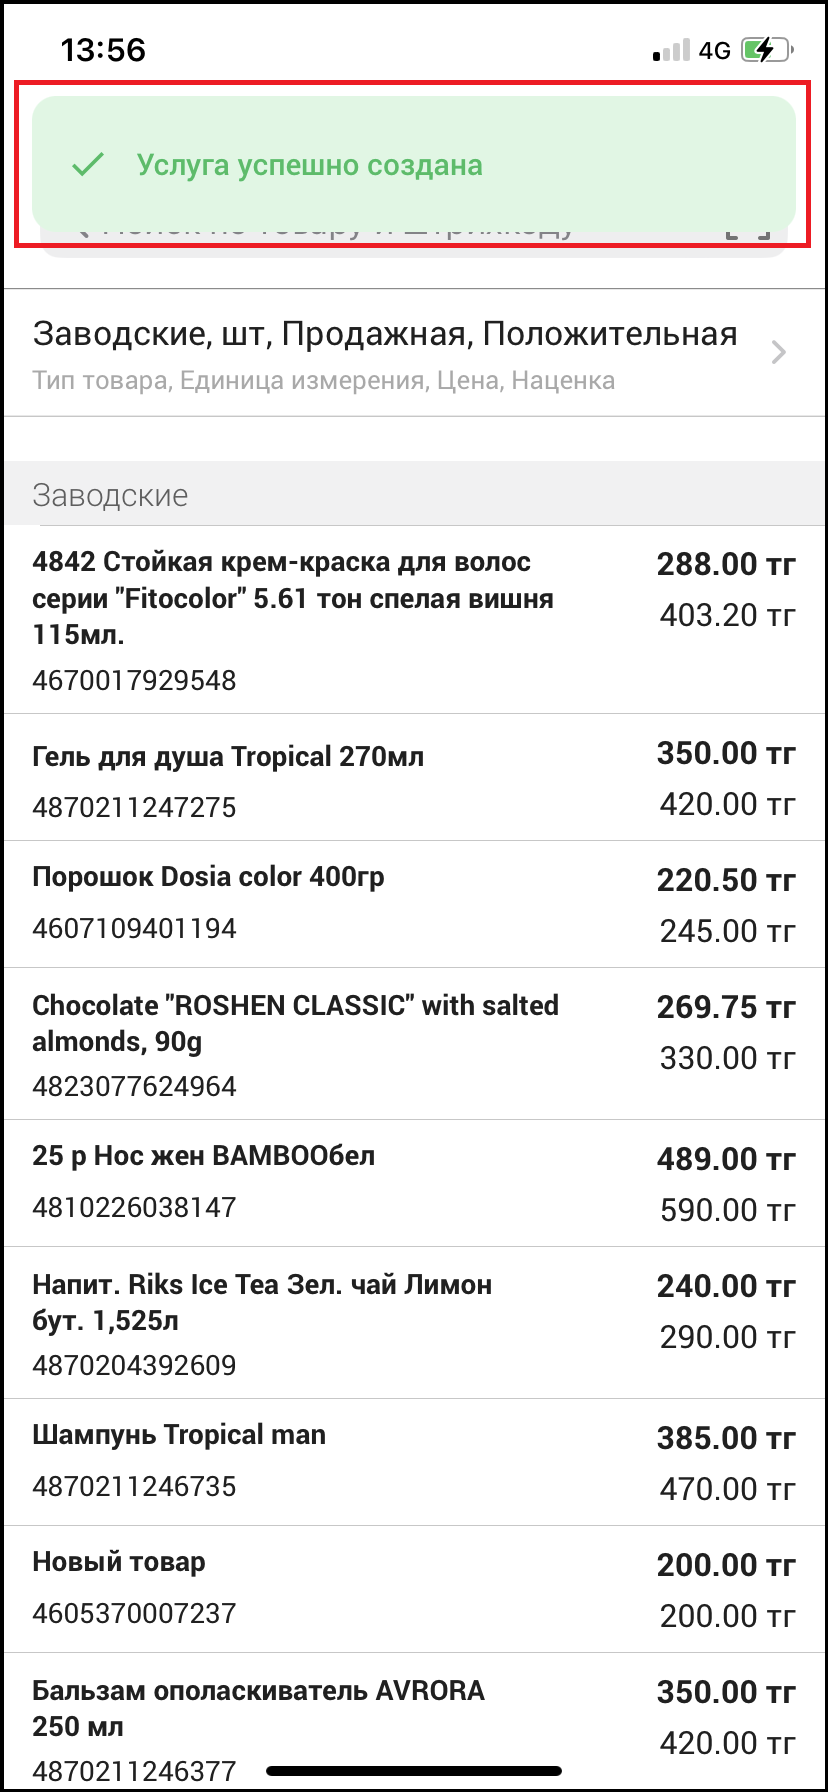 13:56
4G
Услуга успешно создана
Заводские, шт, Продажная, Положительная
Тип товара, Единица измерения, Цена, Наценка
Заводские
4842 Стойкая крем-краска для волос
288.00 тг
серии "Fitocolor" 5.61 тон спелая вишня
403.20 тг
115мл.
4670017929548
Гель для душа Tropical 270мл
350.00 тг
4870211247275
420.00 тг
Порошок Dosia color 400гр
220.50 тг
4607109401194
245.00 тг
Chocolate "ROSHEN CLASSIC" with salted
269.75 тг
almonds, 90g
330.00 тг
4823077624964
25 р Нос жен BAMBOOбел
489.00 тг
4810226038147
590.00 тг
Напит. Riks Ice Tea Зел. чай Лимон
240.00 тг
бут. 1,525л
290.00 тг
4870204392609
Шампунь Tropical man
385.00 тг
4870211246735
470.00 тг
Новый товар
200.00 тг
4605370007237
200.00 тг
Бальзам ополаскиватель AVRORA
350.00 тг
250 мл
420.00 тг
4870211246377